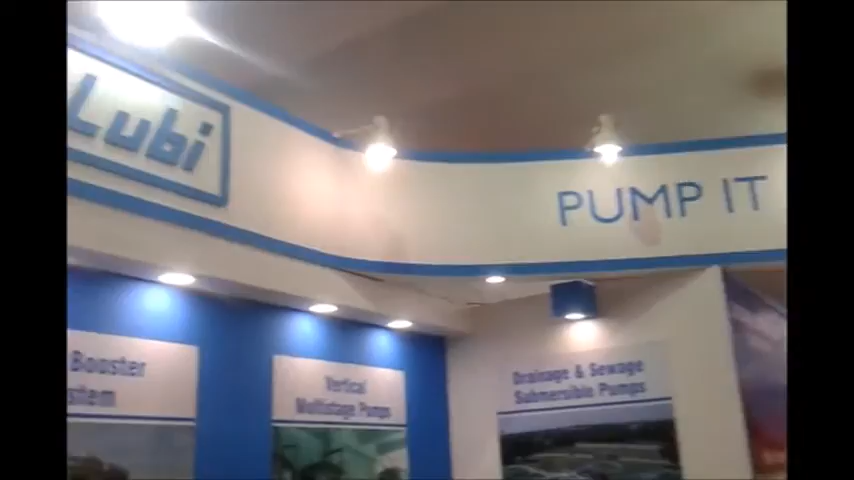 Lubi
PUMP IT
Booster
stem
Vertical
Multistage Pumps
Drainage & Sewage
Submersible Pumps